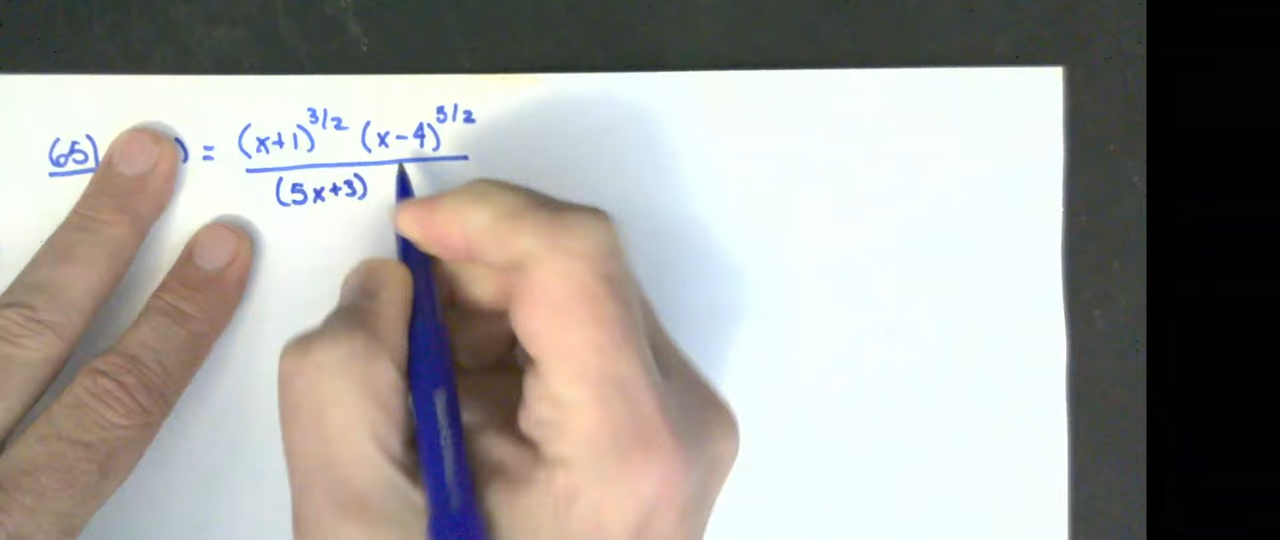 (65) ) = (x+1)^{3/2} (x-4)^{5/2}
(5x+3)